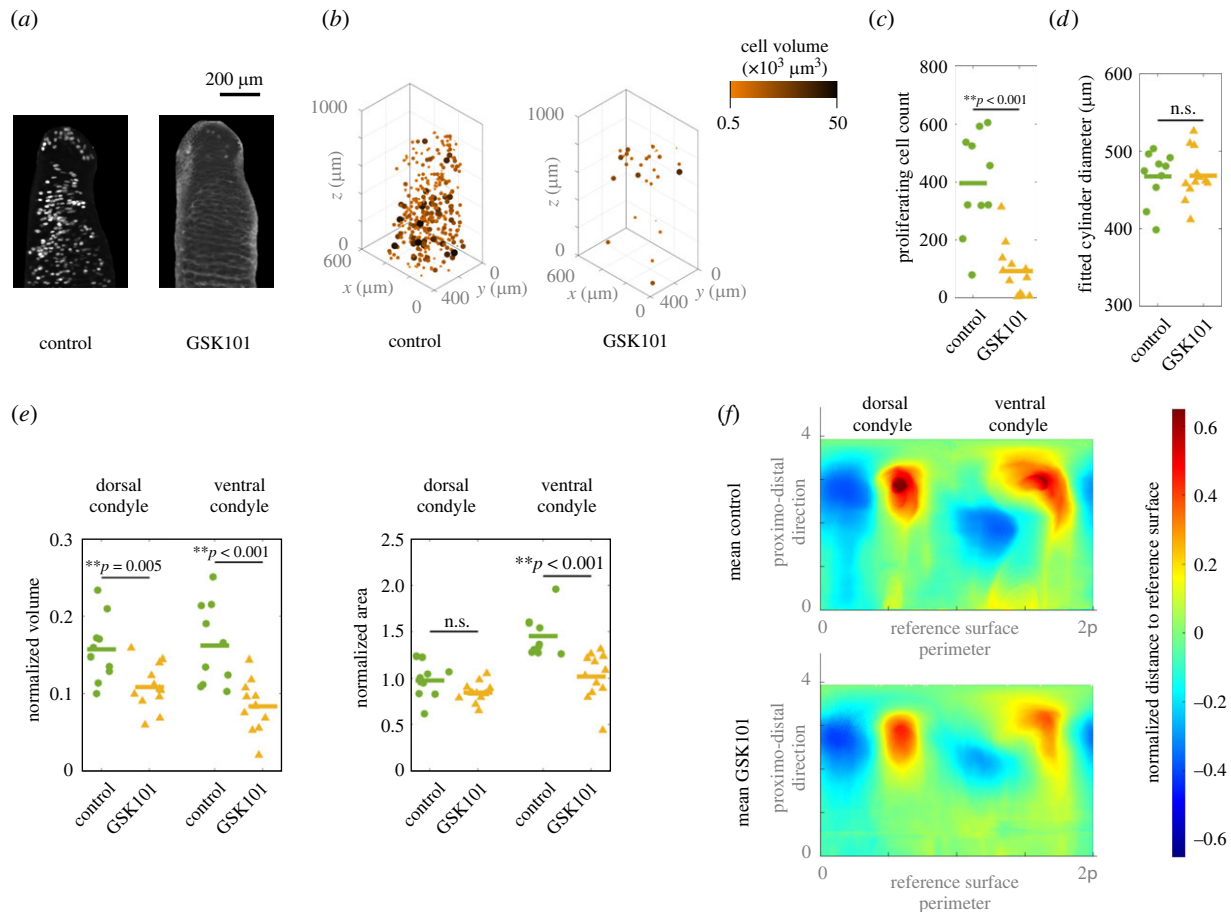 (a)
200 µm
control
GSK101
(b)
cell volume
(×10³ µm³)
0.5
50
1000
z (µm)
0
600
x (µm)
0
400
y (µm)
0
control
1000
z (µm)
0
600
x (µm)
0
400
y (µm)
0
GSK101
(c)
800
600
400
200
0
proliferating cell count
**p < 0.001
control
GSK101
(d)
600
500
400
300
fitted cylinder diameter (µm)
n.s.
control
GSK101
(e)
dorsal
condyle
ventral
condyle
0.3
0.2
0.1
0
normalized volume
**p = 0.005
**p < 0.001
control
GSK101
control
GSK101
dorsal
condyle
ventral
condyle
2.5
2.0
1.5
1.0
0.5
0
normalized area
n.s.
**p < 0.001
control
GSK101
control
GSK101
(f)
dorsal
condyle
ventral
condyle
mean control
proximo-distal
direction
4
0
0
reference surface
perimeter
2p
mean GSK101
proximo-distal
direction
4
0
0
reference surface
perimeter
2p
0.6
0.4
0.2
0
–0.2
–0.4
–0.6
normalized distance to reference surface